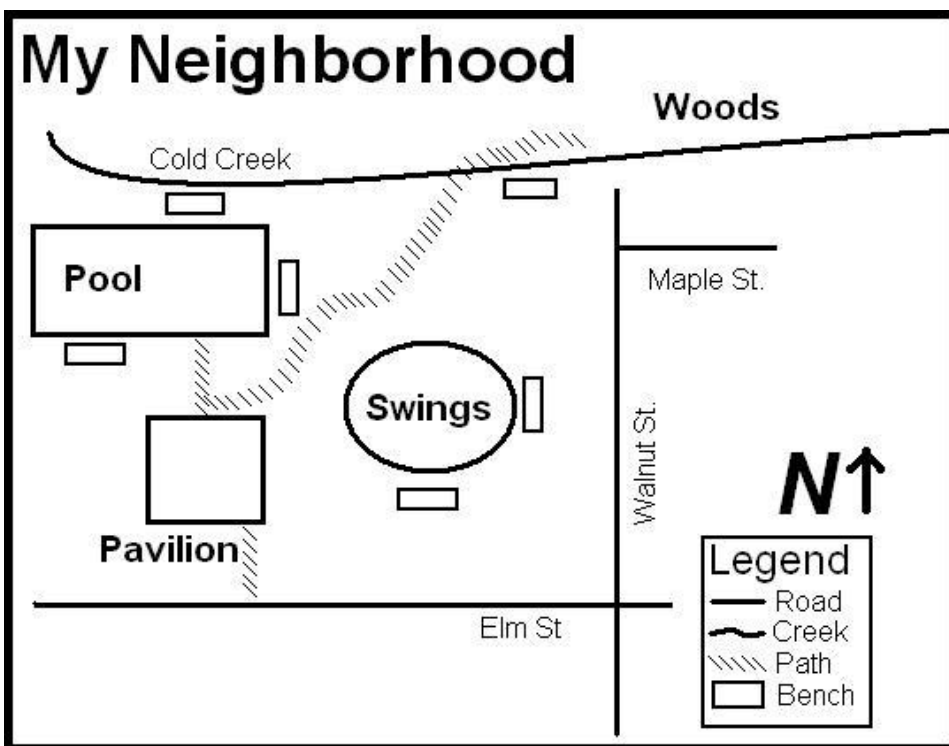 My Neighborhood
Woods
Cold Creek
Pool
Maple St.
Swings
Walnut St.
N
Pavilion
Elm St
Legend
Road
Creek
Path
Bench